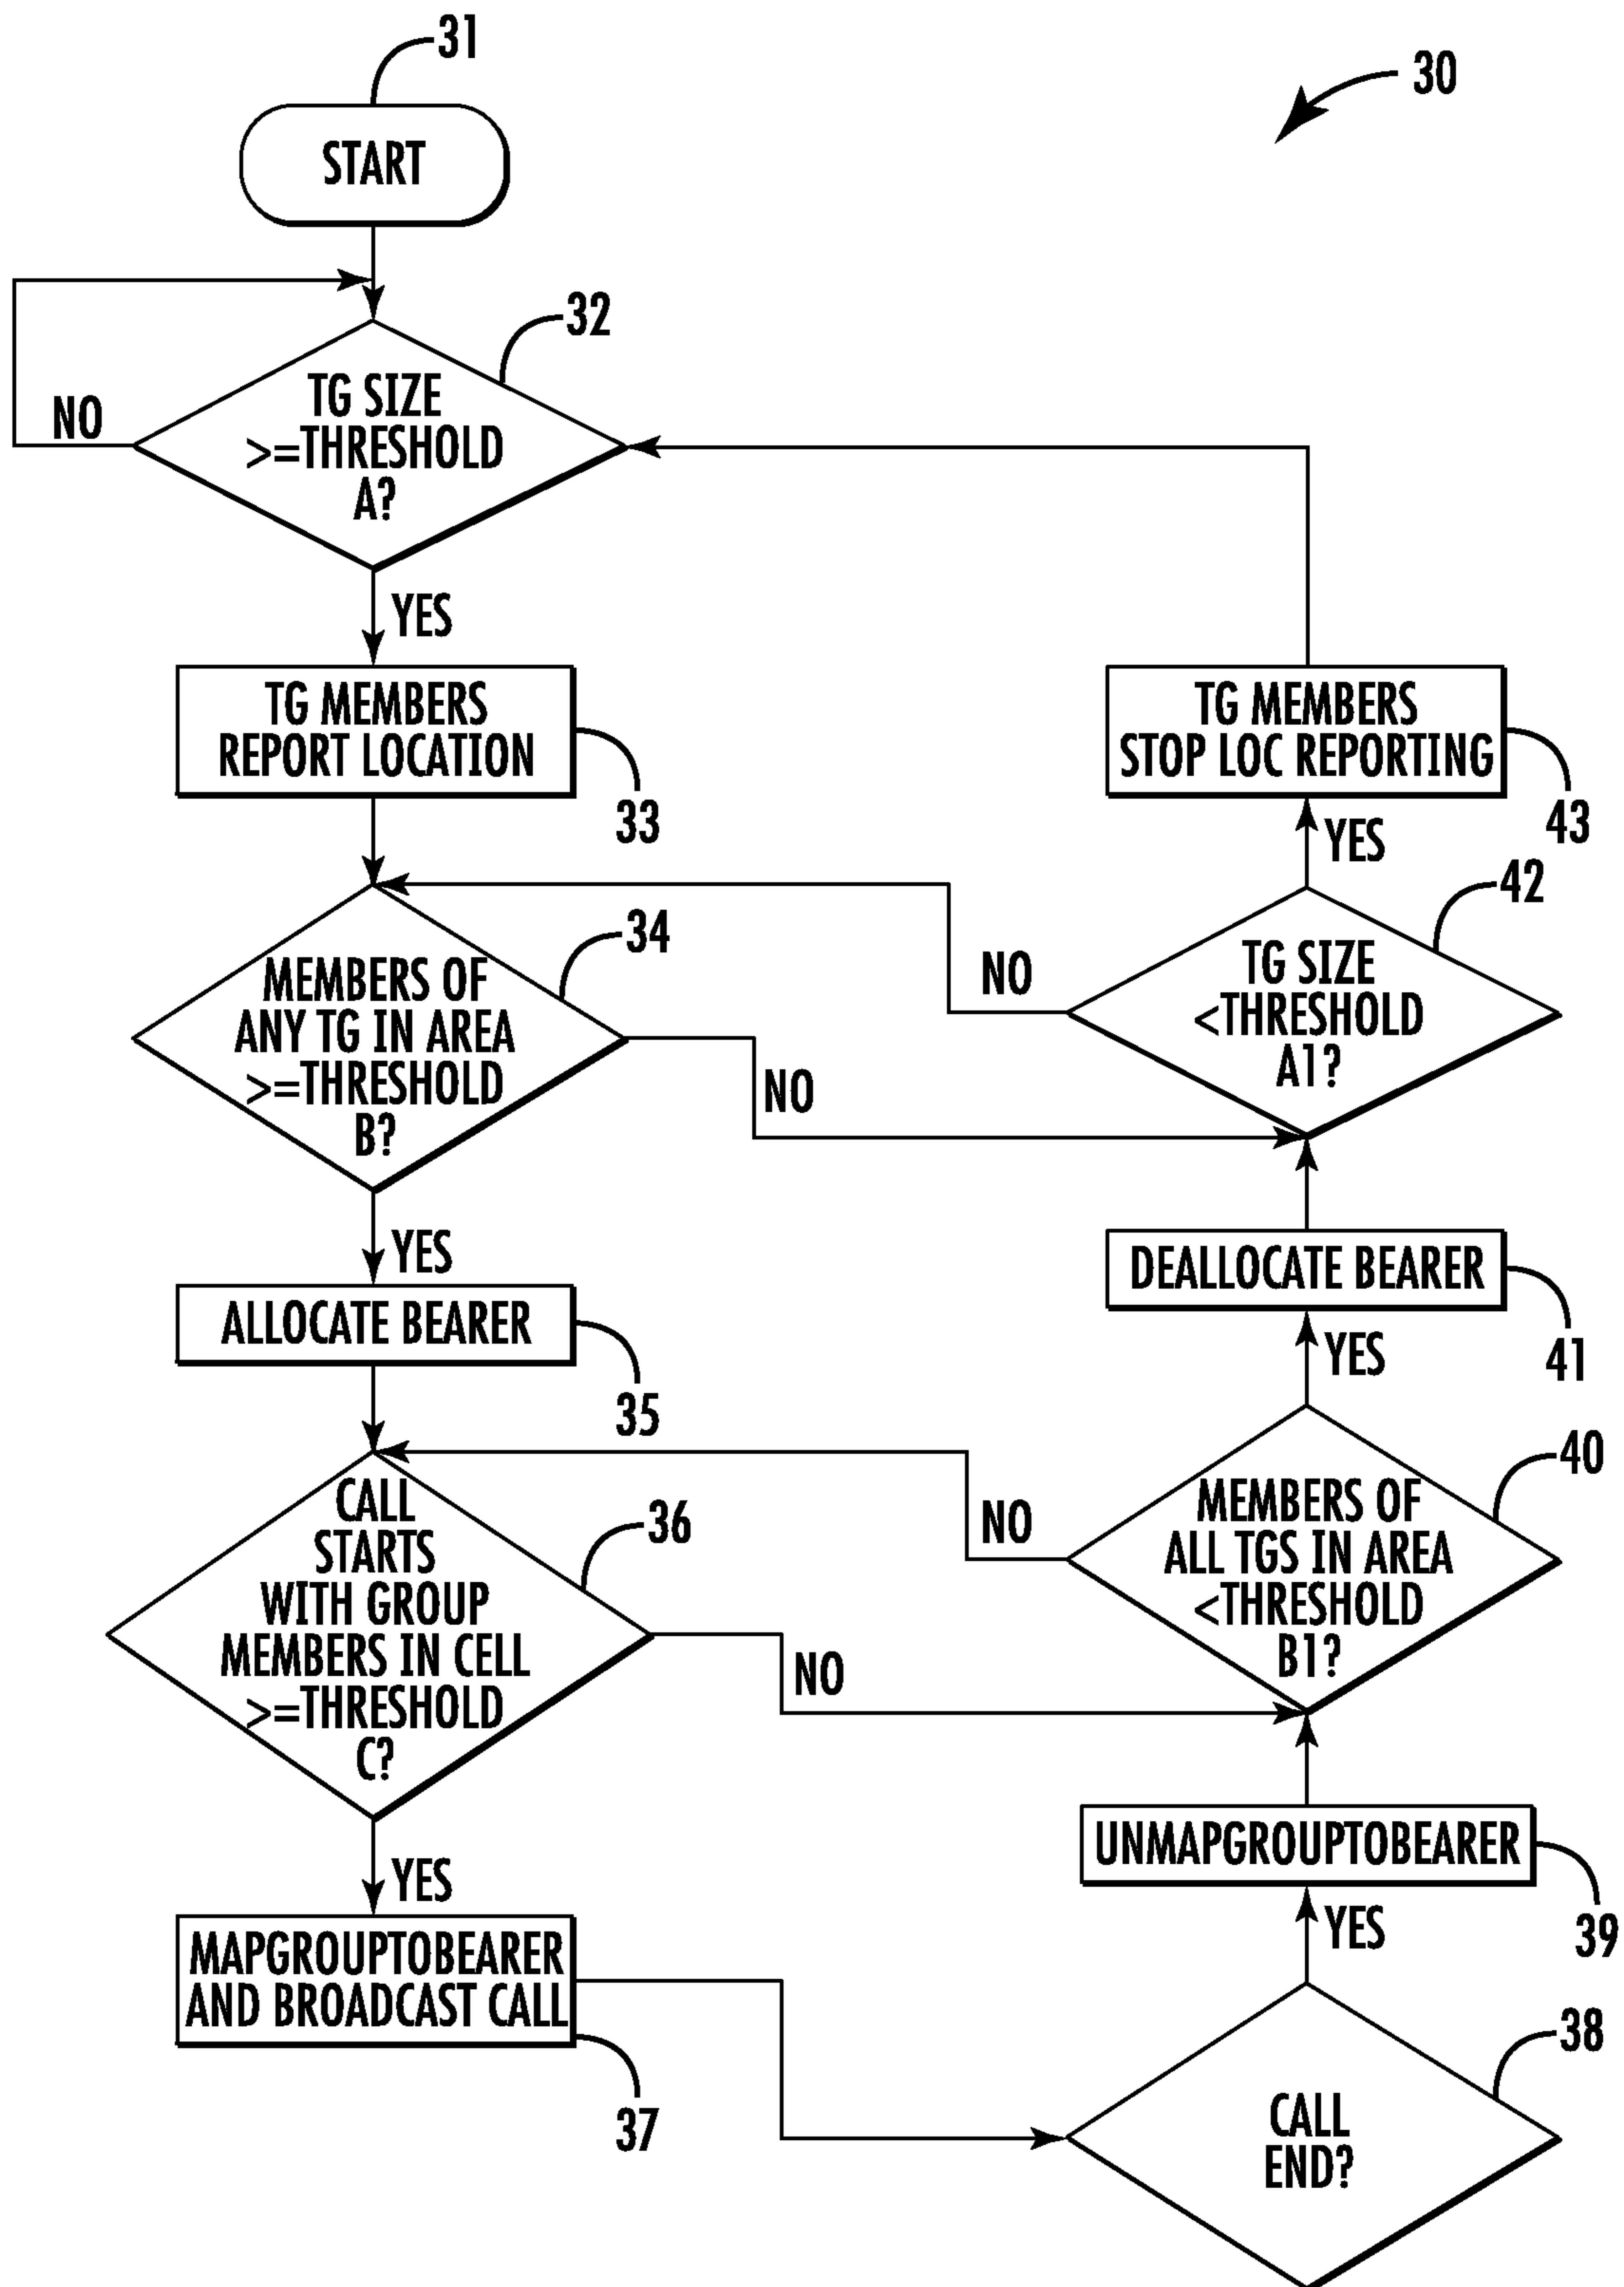 31
30
START
32
TG SIZE
>=THRESHOLD
A?
NO
YES
TG MEMBERS
REPORT LOCATION
33
TG MEMBERS
STOP LOC REPORTING
43
YES
42
TG SIZE
<THRESHOLD
A1?
NO
34
MEMBERS OF
ANY TG IN AREA
>=THRESHOLD
B?
NO
YES
ALLOCATE BEARER
35
DEALLOCATE BEARER
41
YES
40
MEMBERS OF
ALL TGS IN AREA
<THRESHOLD
B1?
NO
36
CALL
STARTS
WITH GROUP
MEMBERS IN CELL
>=THRESHOLD
C?
NO
YES
MAPGROUPTOBEARER
AND BROADCAST CALL
37
UNMAPGROUPTOBEARER
39
YES
38
CALL
END?